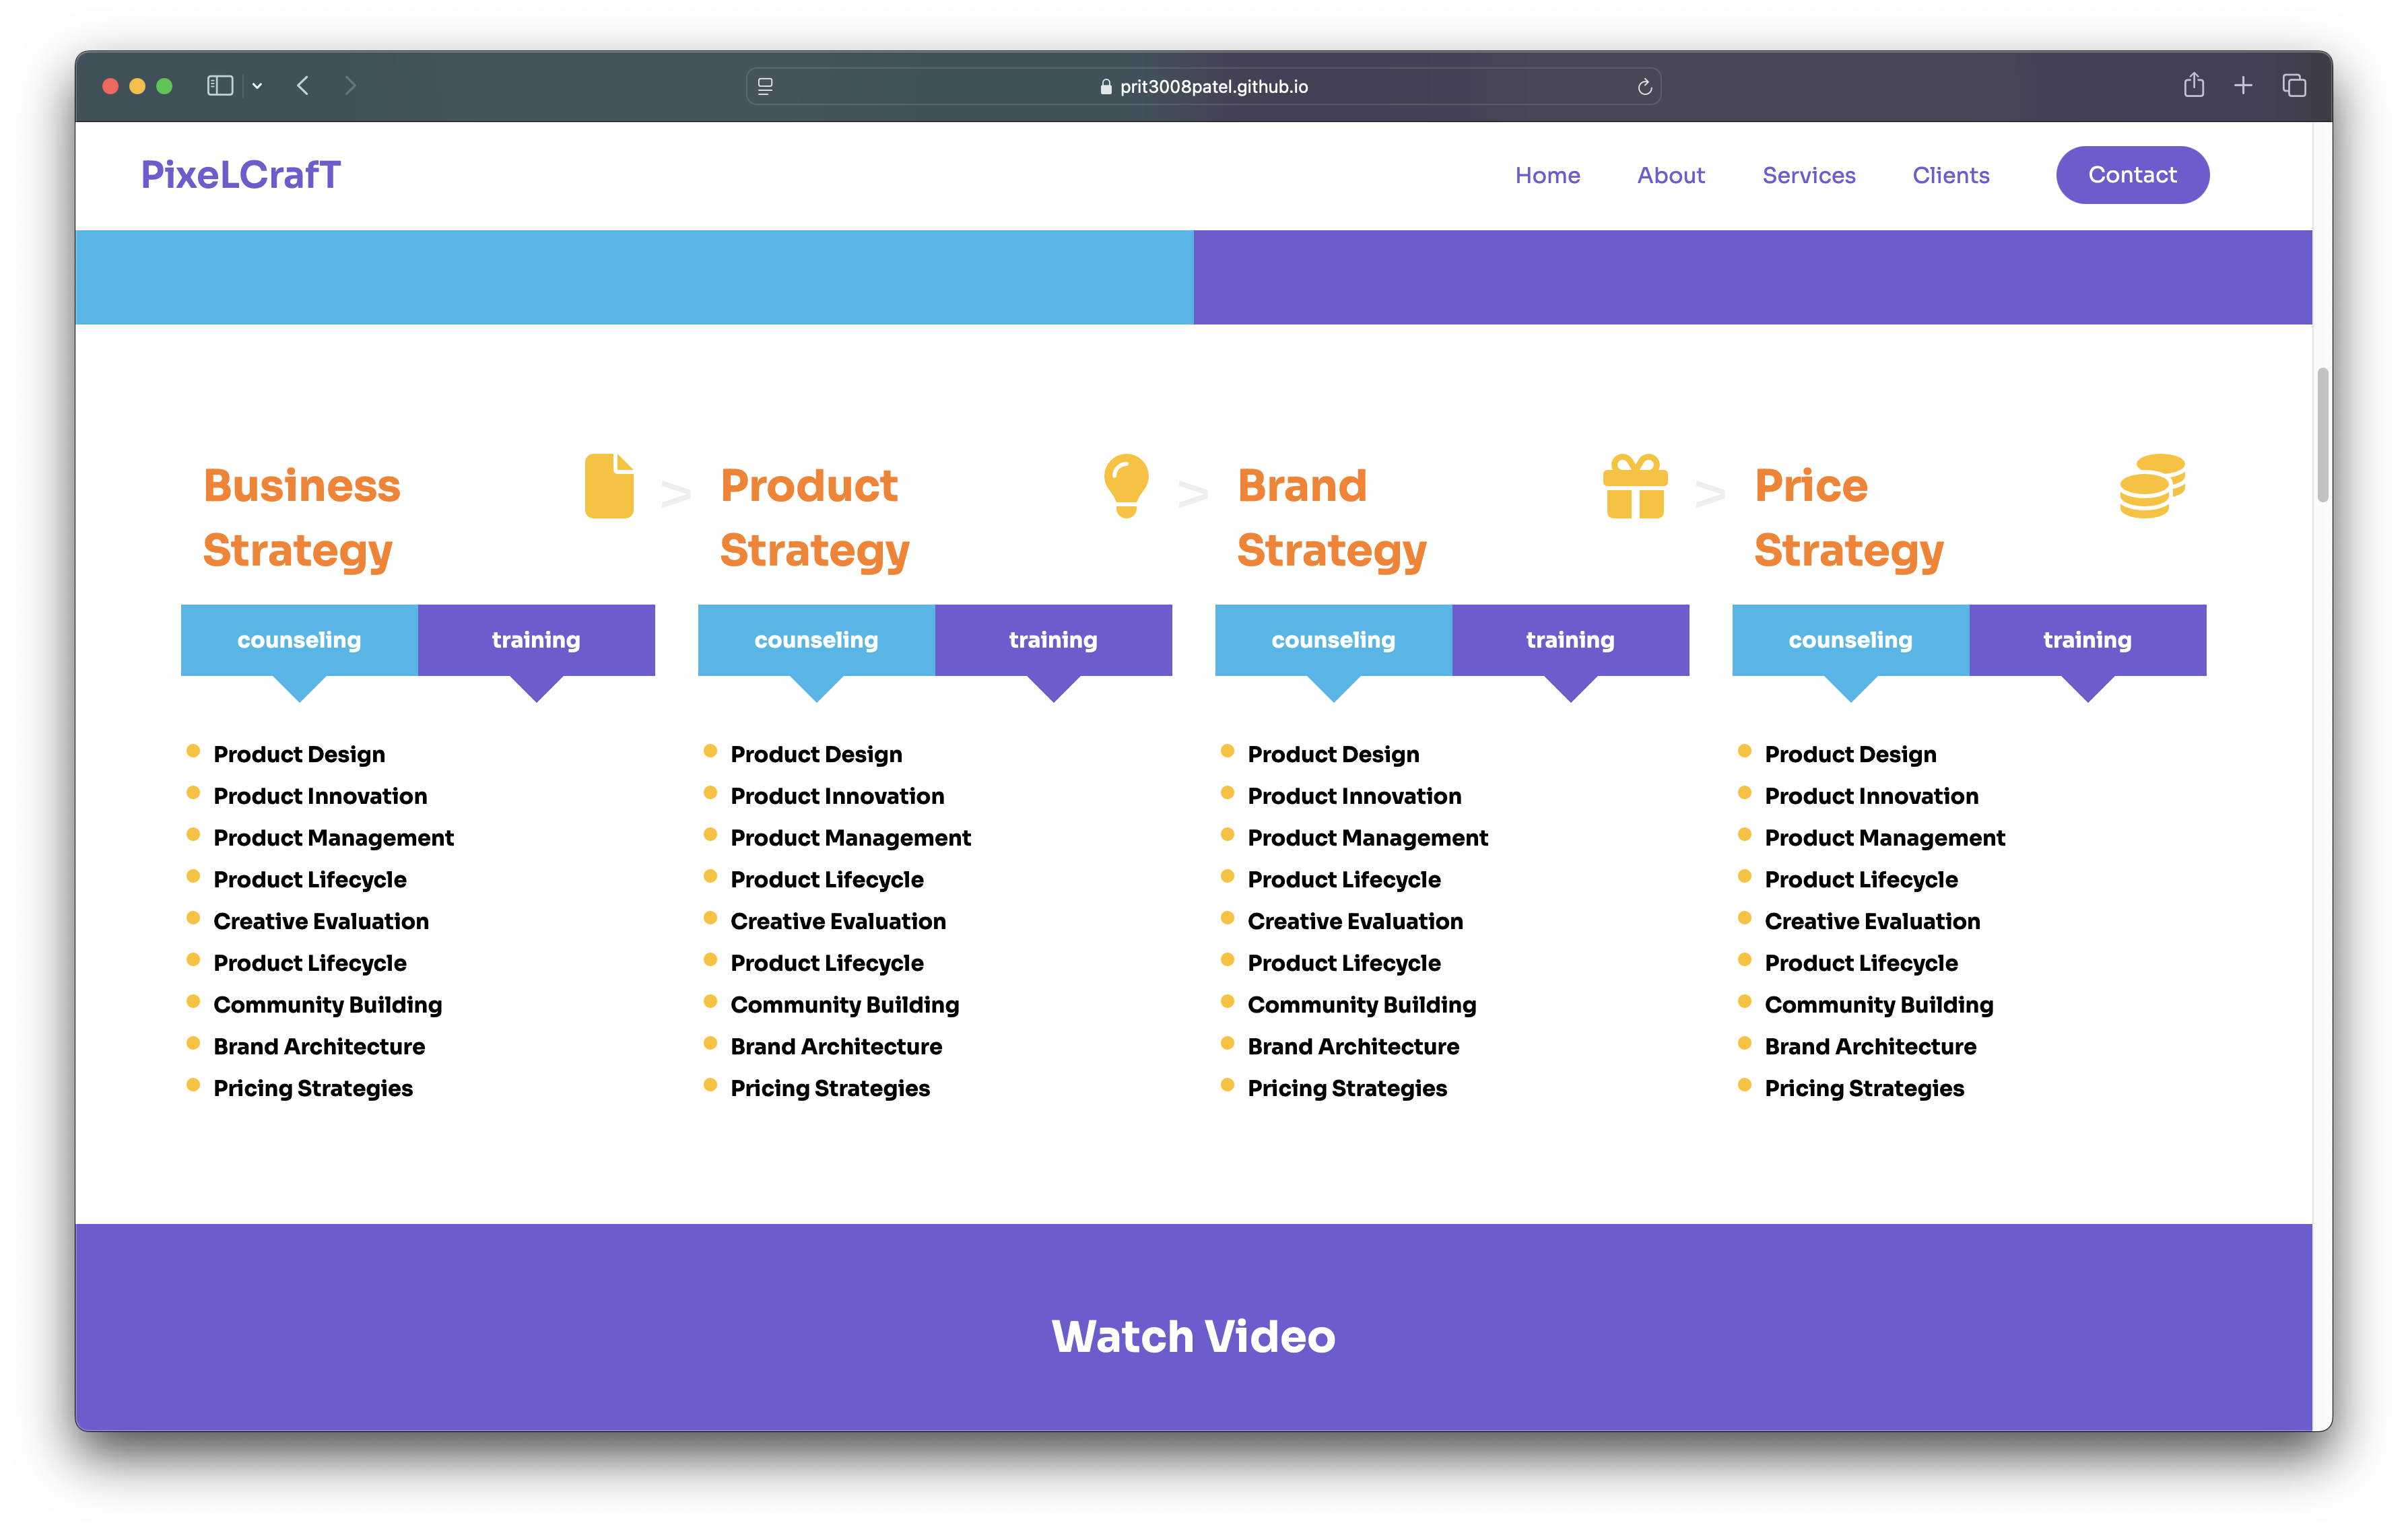 prit3008patel.github.io
PixeLCrafT
Home About Services Clients Contact
Business
Strategy
>
Product
Strategy
>
Brand
Strategy
>
Price
Strategy
counseling training
counseling training
counseling training
counseling training
Product Design
Product Innovation
Product Management
Product Lifecycle
Creative Evaluation
Product Lifecycle
Community Building
Brand Architecture
Pricing Strategies
Product Design
Product Innovation
Product Management
Product Lifecycle
Creative Evaluation
Product Lifecycle
Community Building
Brand Architecture
Pricing Strategies
Product Design
Product Innovation
Product Management
Product Lifecycle
Creative Evaluation
Product Lifecycle
Community Building
Brand Architecture
Pricing Strategies
Product Design
Product Innovation
Product Management
Product Lifecycle
Creative Evaluation
Product Lifecycle
Community Building
Brand Architecture
Pricing Strategies
Watch Video